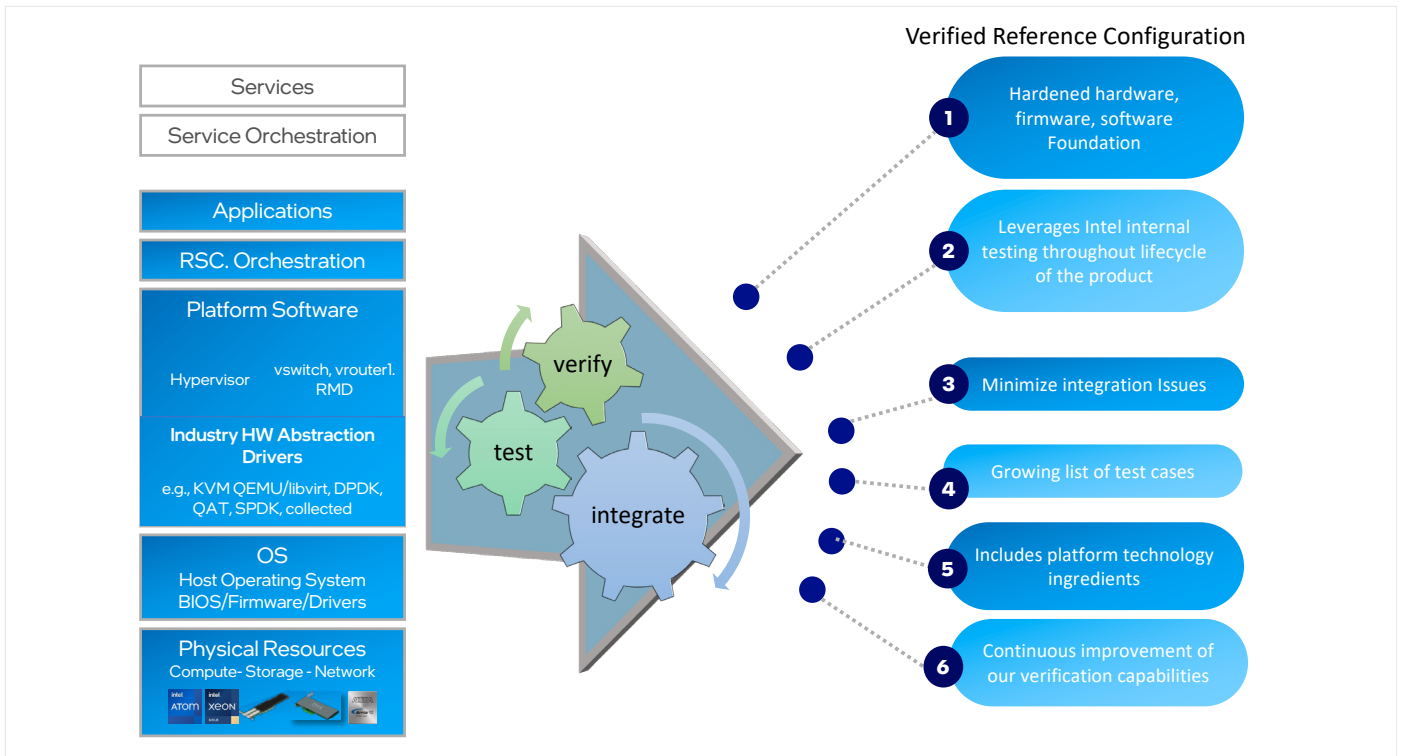 Verified Reference Configuration
Services
Service Orchestration
Applications
RSC. Orchestration
Platform Software
Hypervisor
vswitch, vrouter1.
RMD
Industry HW Abstraction
Drivers
e.g., KVM QEMU/libvirt, DPDK,
QAT, SPDK, collected
OS
Host Operating System
BIOS/Firmware/Drivers
Physical Resources
Compute- Storage - Network
intel
ATOM
intel
XEON
verify
test
integrate
1
Hardened hardware,
firmware, software
Foundation
2
Leverages Intel internal
testing throughout lifecycle
of the product
3
Minimize integration Issues
4
Growing list of test cases
5
Includes platform technology
ingredients
6
Continuous improvement of
our verification capabilities